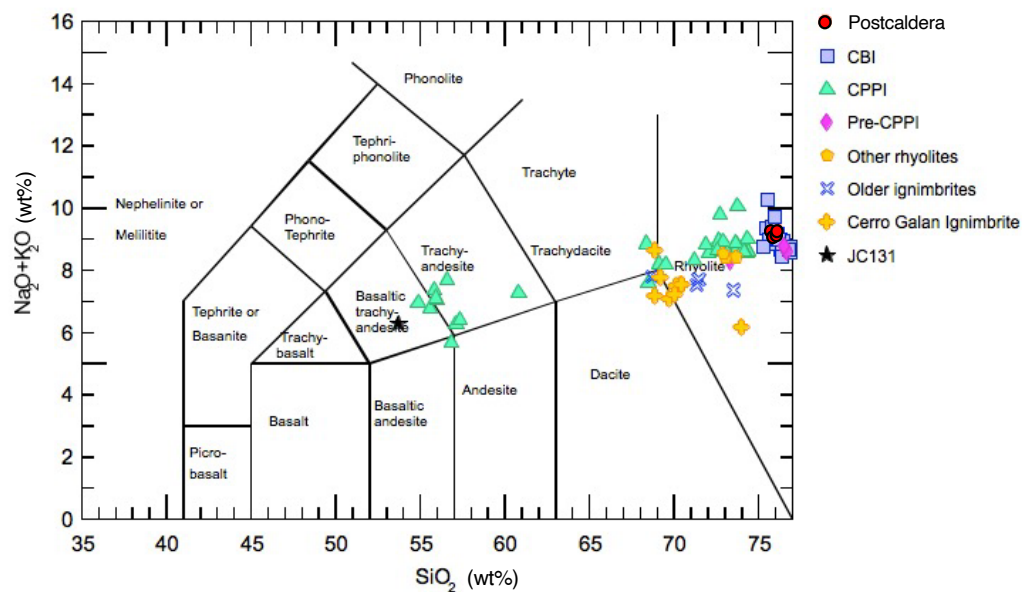 16
14
12
10
8
6
4
2
0
Na2O+K2O (wt%)
35
40
45
50
55
60
65
70
75
SiO2 (wt%)
Phonolite
Tephri-
phonolite
Trachyte
Nephelinite or
Melilitite
Phono-
Tephrite
Trachy-
andesite
Trachydacite
Rhyolite
Basaltic
trachy-
andesite
Tephrite or
Basanite
Trachy-
basalt
Dacite
Andesite
Basaltic
andesite
Basalt
Picro-
basalt
Postcaldera
CBI
CPPI
Pre-CPPI
Other rhyolites
Older ignimbrites
Cerro Galan Ignimbrite
JC131